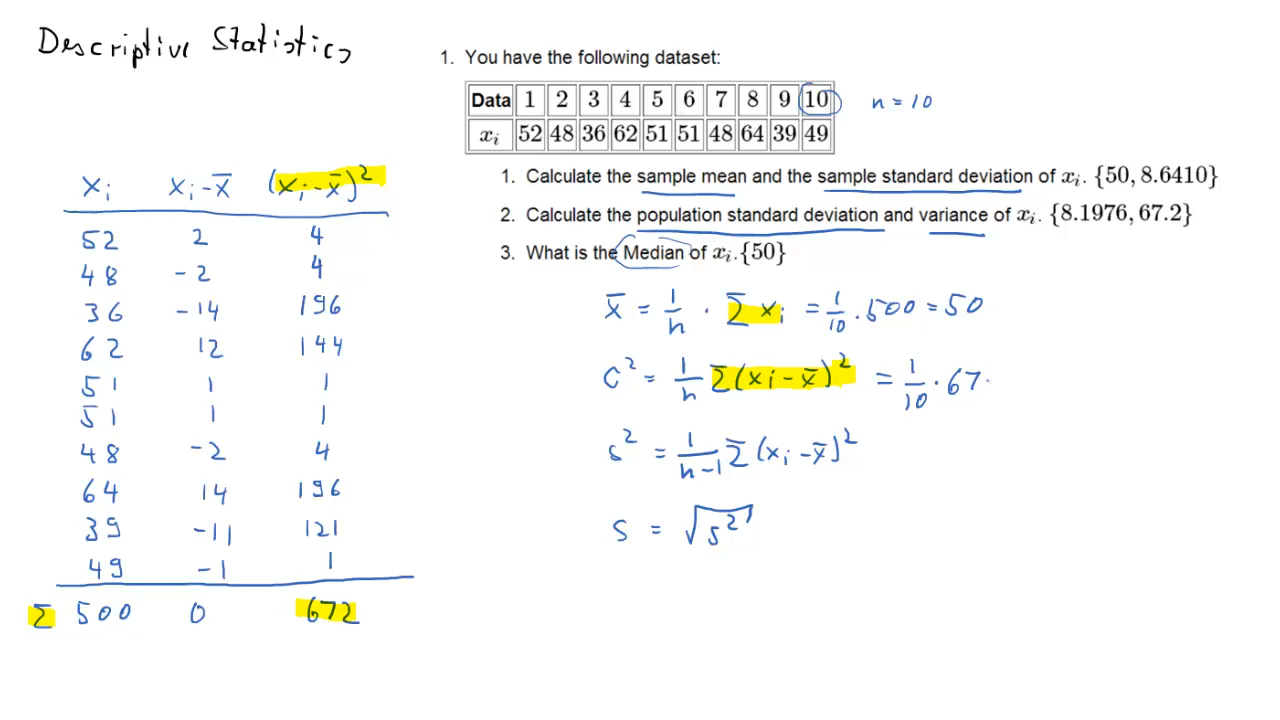 Descriptive Statistics
1. You have the following dataset:
Data 1 2 3 4 5 6 7 8 9 10
n = 10
xᵢ 52 48 36 62 51 51 48 64 39 49
1. Calculate the sample mean and the sample standard deviation of xᵢ. {50, 8.6410}
2. Calculate the population standard deviation and variance of xᵢ. {8.1976, 67.2}
3. What is the Median of xᵢ.{50}
xᵢ xᵢ-x̄ (xᵢ-x̄)²
52 2 4
48 -2 4
36 -14 196
62 12 144
51 1 1
51 1 1
48 -2 4
64 14 196
39 -11 121
49 -1 1
Σ 500 0 672
x̄ = 1/n · Σ xᵢ = 1/10 · 500 = 50
σ² = 1/n Σ(xᵢ-x̄)² = 1/10 · 67
s² = 1/n-1 Σ(xᵢ-x̄)²
s = √s²